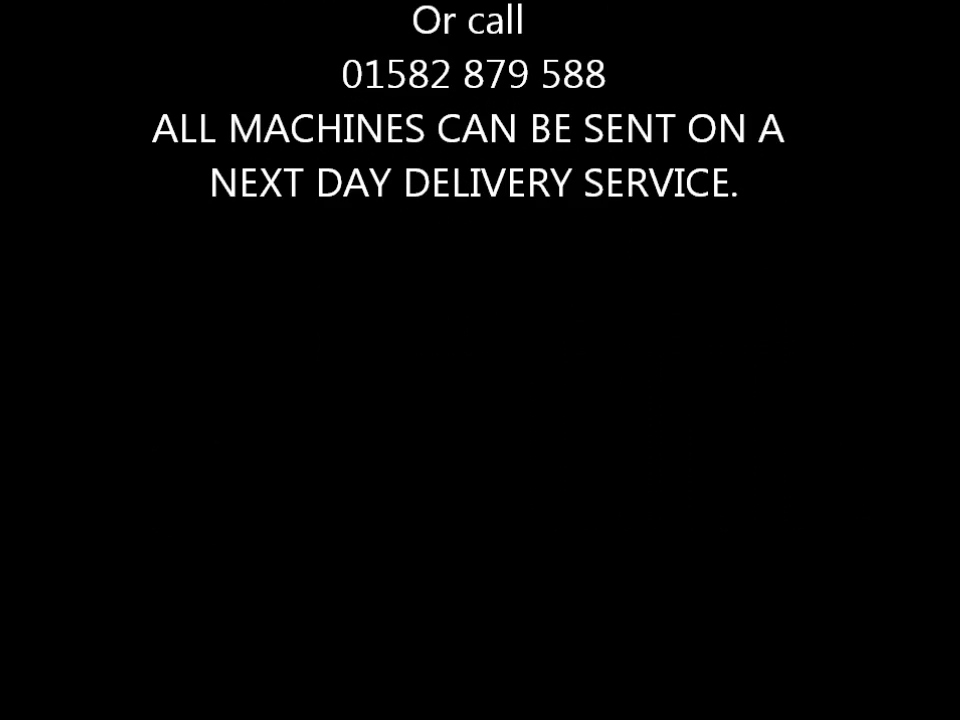 Or call
01582 879 588
ALL MACHINES CAN BE SENT ON A
NEXT DAY DELIVERY SERVICE.